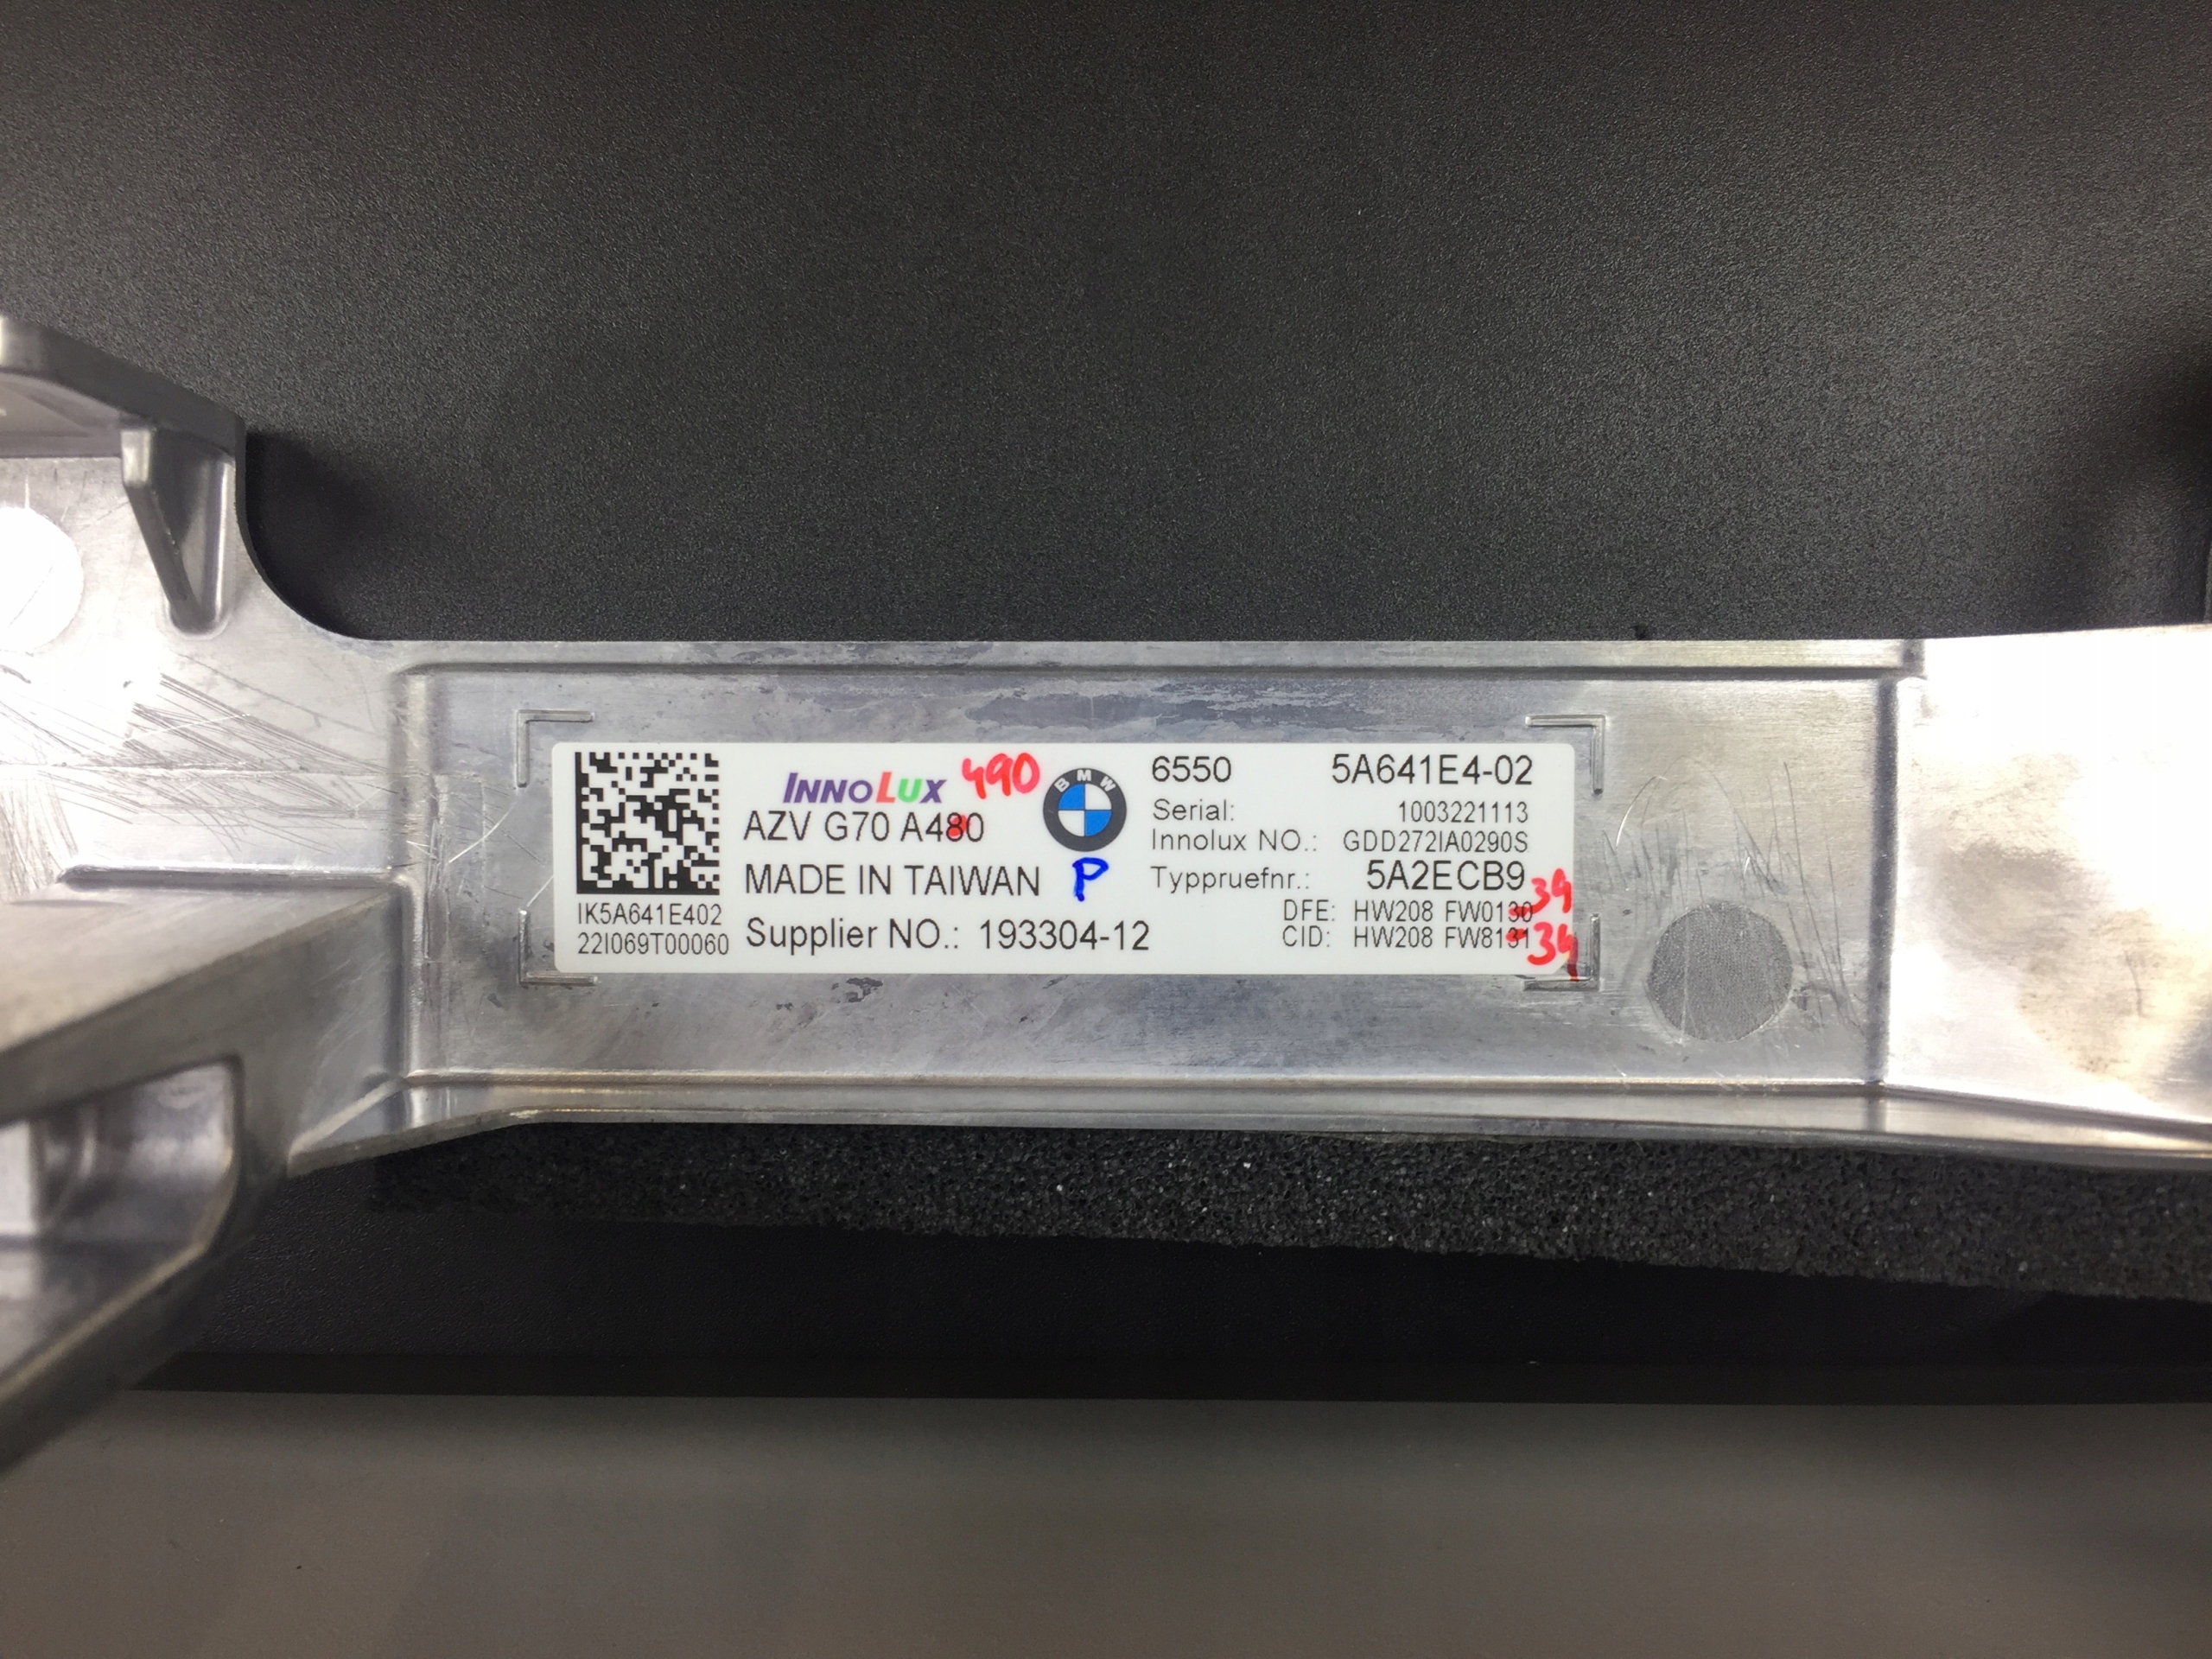 INNOLUX 490
AZV G70 A480
MADE IN TAIWAN P
IK5A641E402
22I069T00060
Supplier NO.: 193304-12
BMW
6550 5A641E4-02
Serial: 1003221113
Innolux NO.: GDD272IA0290S
Typpruefnr.: 5A2ECB9
DFE: HW208 FW0130 39
CID: HW208 FW8131 34